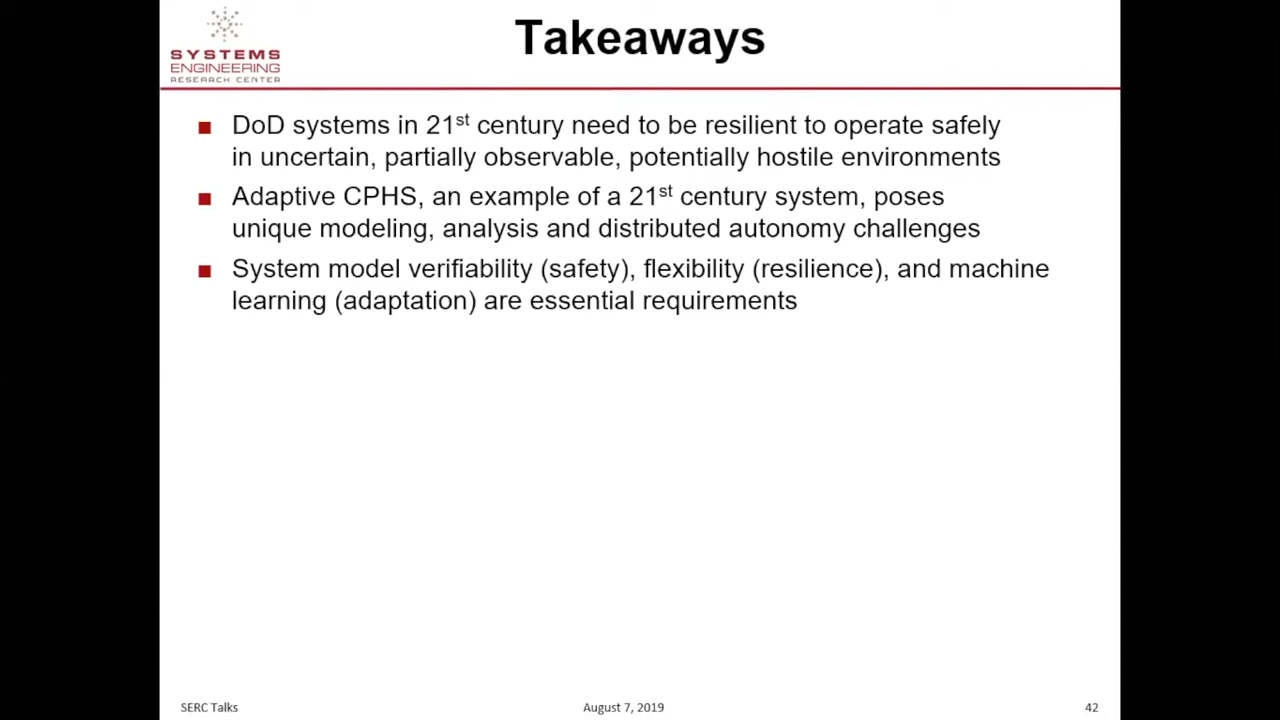 SYSTEMS
ENGINEERING
RESEARCH CENTER
Takeaways
DoD systems in 21st century need to be resilient to operate safely
in uncertain, partially observable, potentially hostile environments
Adaptive CPHS, an example of a 21st century system, poses
unique modeling, analysis and distributed autonomy challenges
System model verifiability (safety), flexibility (resilience), and machine
learning (adaptation) are essential requirements
SERC Talks
August 7, 2019
42